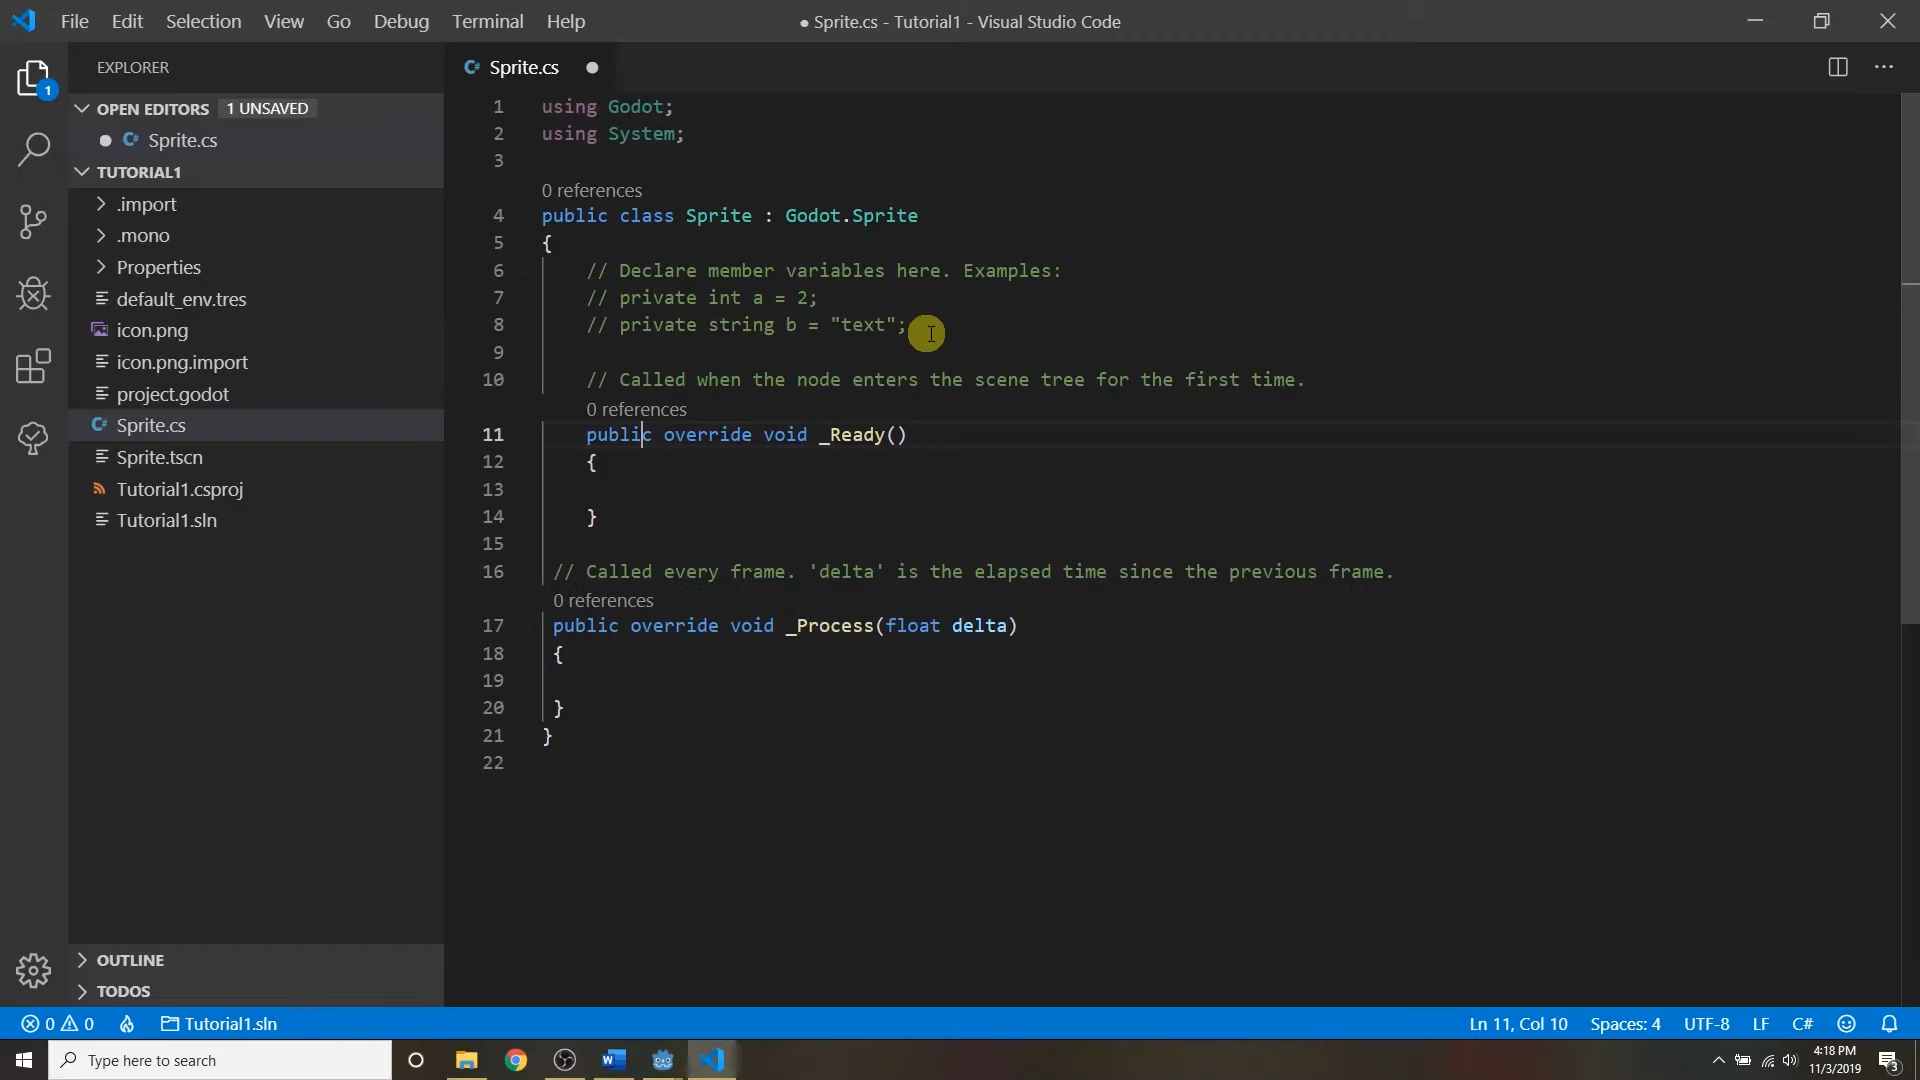 File Edit Selection View Go Debug Terminal Help ● Sprite.cs - Tutorial1 - Visual Studio Code
EXPLORER
1
OPEN EDITORS 1 UNSAVED
Sprite.cs
TUTORIAL1
.import
.mono
Properties
default_env.tres
icon.png
icon.png.import
project.godot
Sprite.cs
Sprite.tscn
Tutorial1.csproj
Tutorial1.sln
OUTLINE
TODOS
Sprite.cs
1 using Godot;
2 using System;
3
0 references
4 public class Sprite : Godot.Sprite
5 {
6 // Declare member variables here. Examples:
7 // private int a = 2;
8 // private string b = "text";
9
10 // Called when the node enters the scene tree for the first time.
0 references
11 public override void _Ready()
12 {
13
14 }
15
16 // Called every frame. 'delta' is the elapsed time since the previous frame.
0 references
17 public override void _Process(float delta)
18 {
19
20 }
21 }
22
0 0 Tutorial1.sln Ln 11, Col 10 Spaces: 4 UTF-8 LF C#
Type here to search
4:18 PM
11/3/2019
3